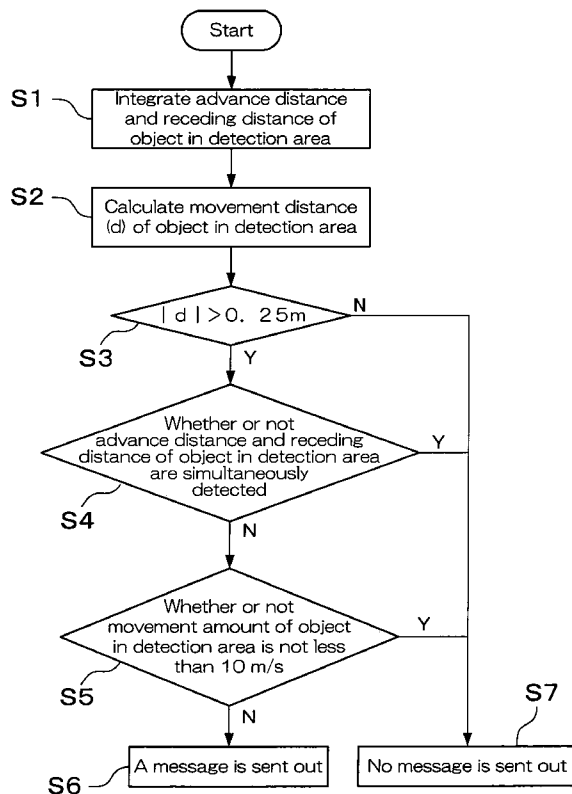 Start
S1
Integrate advance distance
and receding distance of
object in detection area
S2
Calculate movement distance
(d) of object in detection area
| d | >0. 25m
N
S3
Y
Whether or not
advance distance and receding
distance of object in detection area
are simultaneously
detected
Y
S4
N
Whether or not
movement amount of object
in detection area is not less
than 10 m/s
Y
S5
N
S7
A message is sent out
No message is sent out
S6